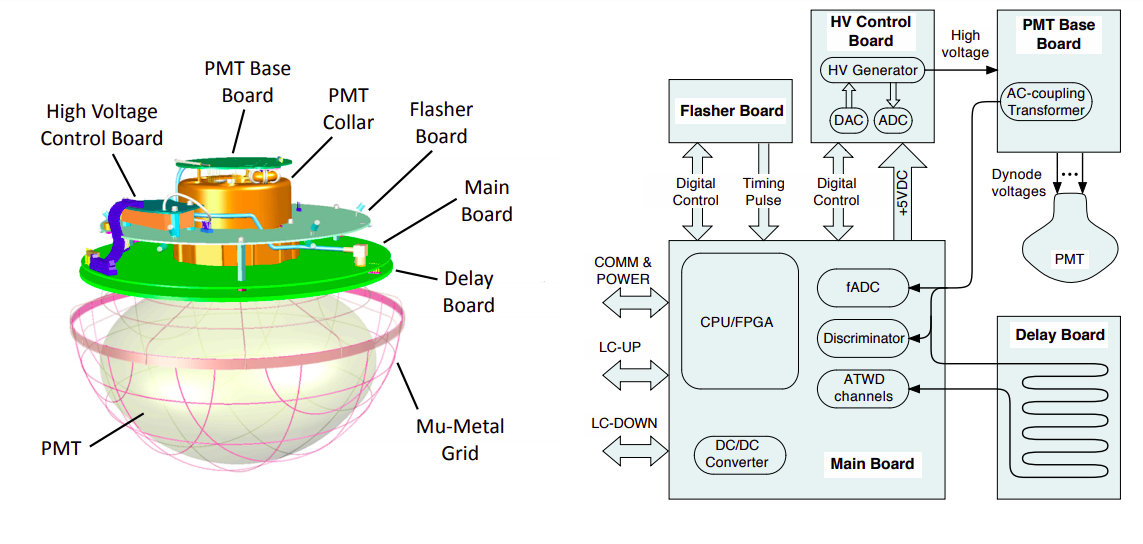 PMT Base
Board
High Voltage
Control Board
PMT
Collar
Flasher
Board
Main
Board
Delay
Board
Mu-Metal
Grid
PMT
HV Control
Board
HV Generator
DAC
ADC
High
voltage
PMT Base
Board
AC-coupling
Transformer
Flasher Board
Digital
Control
Timing
Pulse
Digital
Control
+5VDC
Dynode
voltages
...
PMT
COMM &
POWER
LC-UP
LC-DOWN
CPU/FPGA
fADC
Discriminator
ATWD
channels
DC/DC
Converter
Main Board
Delay Board